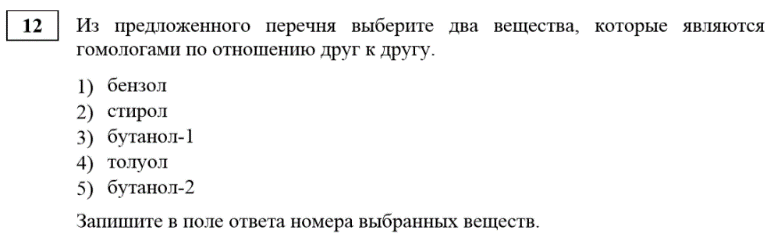 12 Из предложенного перечня выберите два вещества, которые являются
гомологами по отношению друг к другу.
1) бензол
2) стирол
3) бутанол-1
4) толуол
5) бутанол-2
Запишите в поле ответа номера выбранных веществ.